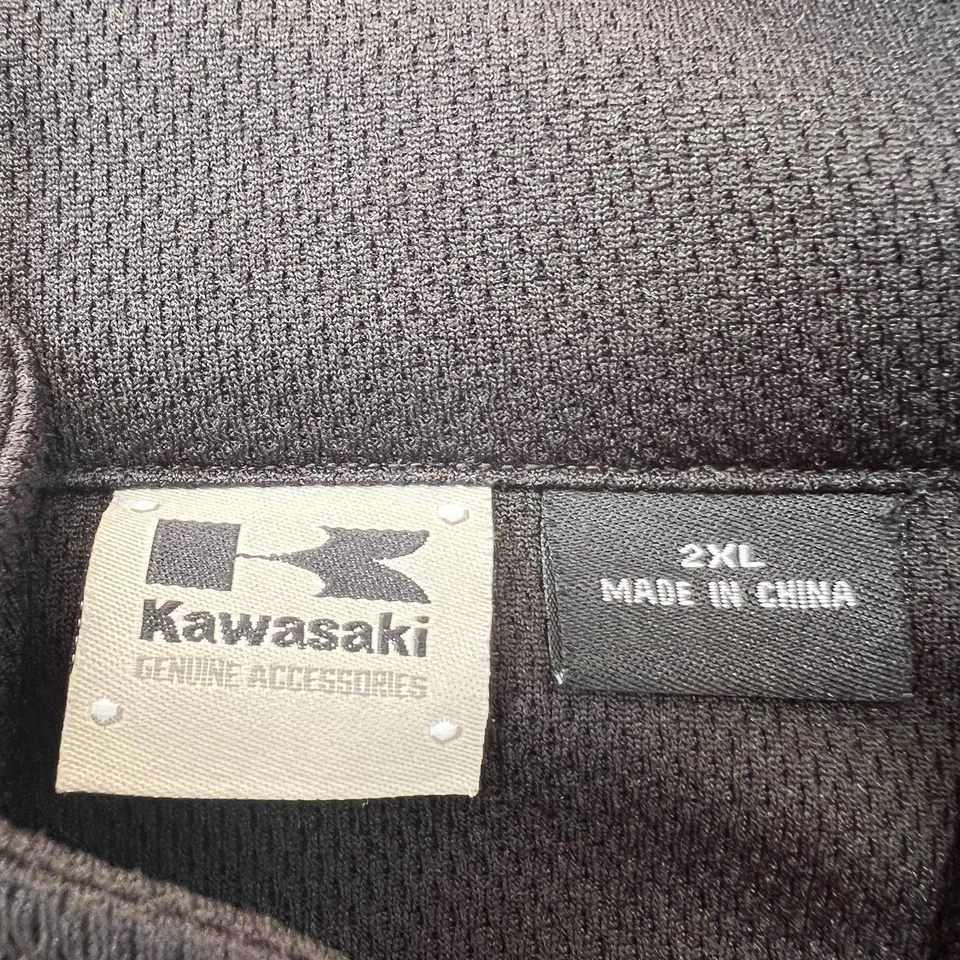 Kawasaki
GENUINE ACCESSORIES
2XL
MADE IN CHINA